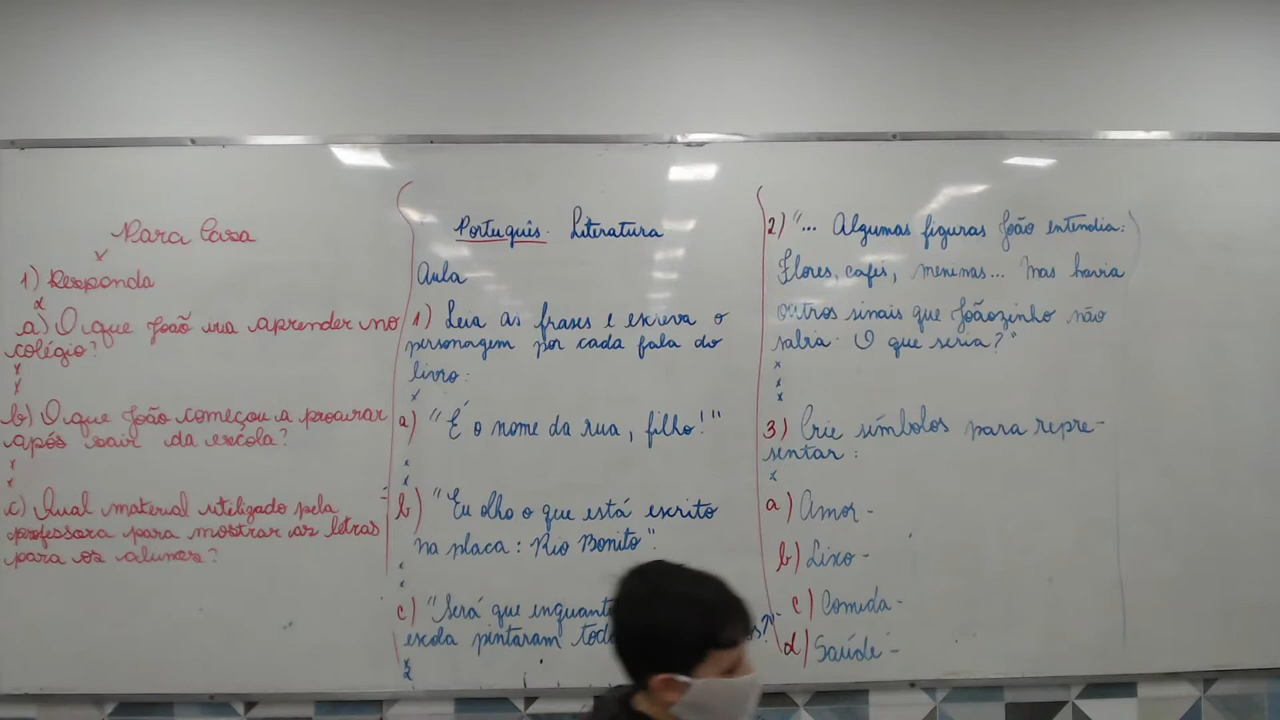 Para Casa
x
1) Responda
x
a) O que João ia aprender no
colégio?
x
x
b) O que João começou a procurar
após sair da escola?
x
x
c) Qual material utilizado pela
professora para mostrar as letras
para os alunos?
Português. Literatura
Aula
1) Leia as frases e escreva o
personagem por cada fala do
livro:
x
a) "É o nome da rua, filho!"
x
x
b) "Eu olho o que está escrito
na placa: Rio Bonito".
x
x
c) "Será que
escola pintaram
x
x
2) "... Algumas figuras João entendia:
Flores, cafés, meninas... Mas havia
outros sinais que Joãozinho não
sabia. O que seria?"
x
x
x
3) Crie símbolos para repre-
sentar:
x
a) Amor -
b) Lixo -
c) Comida -
d) Saúde -